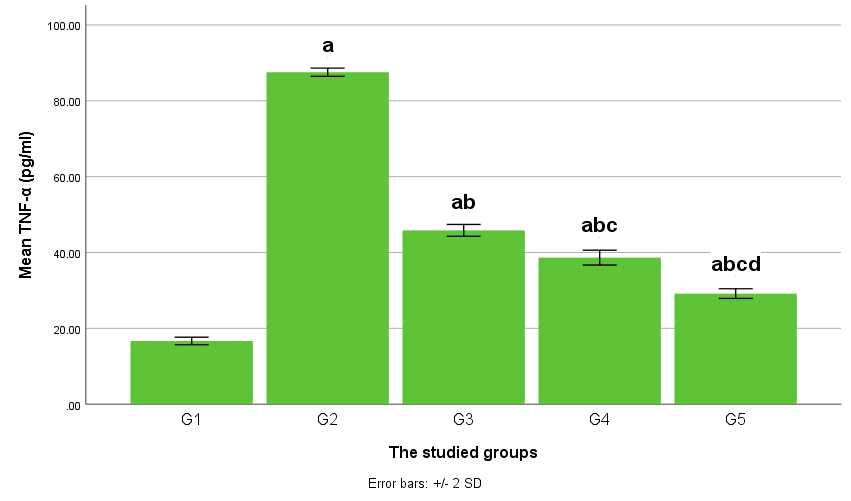 100.00
80.00
60.00
40.00
20.00
.00
Mean TNF-α (pg/ml)
a
ab
abc
abcd
G1 G2 G3 G4 G5
The studied groups
Error bars: +/- 2 SD